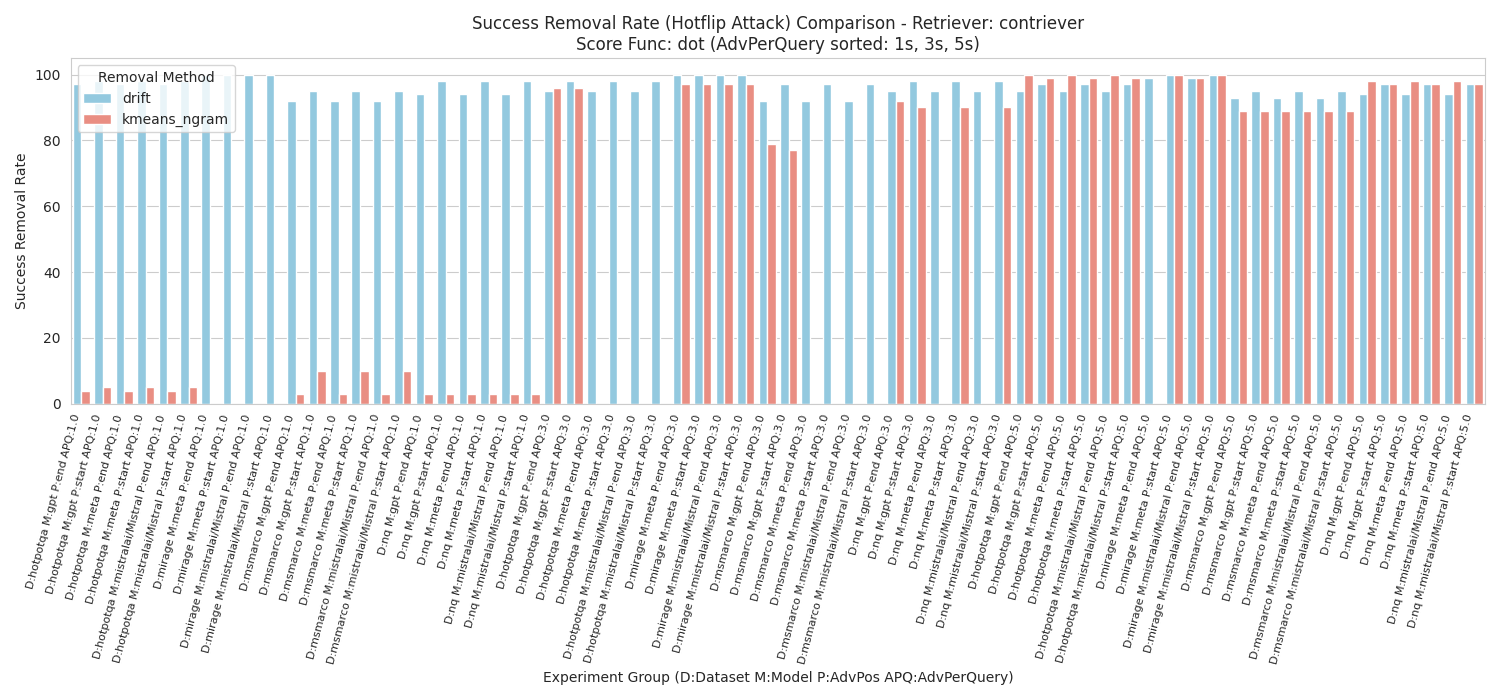 Success Removal Rate (Hotflip Attack) Comparison - Retriever: contriever
Score Func: dot (AdvPerQuery sorted: 1s, 3s, 5s)
Removal Method
drift
kmeans_ngram
Success Removal Rate
100
80
60
40
20
0
D:hotpotqa M:gpt P:end APQ:1.0
D:hotpotqa M:gpt P:start APQ:1.0
D:hotpotqa M:meta P:end APQ:1.0
D:hotpotqa M:meta P:start APQ:1.0
D:hotpotqa M:mistralai/Mistral P:end APQ:1.0
D:hotpotqa M:mistralai/Mistral P:start APQ:1.0
D:mirage M:meta P:end APQ:1.0
D:mirage M:meta P:start APQ:1.0
D:mirage M:mistralai/Mistral P:end APQ:1.0
D:mirage M:mistralai/Mistral P:start APQ:1.0
D:msmarco M:gpt P:end APQ:1.0
D:msmarco M:gpt P:start APQ:1.0
D:msmarco M:meta P:end APQ:1.0
D:msmarco M:meta P:start APQ:1.0
D:msmarco M:mistralai/Mistral P:end APQ:1.0
D:msmarco M:mistralai/Mistral P:start APQ:1.0
D:nq M:gpt P:end APQ:1.0
D:nq M:gpt P:start APQ:1.0
D:nq M:meta P:end APQ:1.0
D:nq M:meta P:start APQ:1.0
D:nq M:mistralai/Mistral P:end APQ:1.0
D:nq M:mistralai/Mistral P:start APQ:1.0
D:hotpotqa M:gpt P:end APQ:3.0
D:hotpotqa M:gpt P:start APQ:3.0
D:hotpotqa M:meta P:end APQ:3.0
D:hotpotqa M:meta P:start APQ:3.0
D:hotpotqa M:mistralai/Mistral P:end APQ:3.0
D:hotpotqa M:mistralai/Mistral P:start APQ:3.0
D:mirage M:meta P:end APQ:3.0
D:mirage M:meta P:start APQ:3.0
D:mirage M:mistralai/Mistral P:end APQ:3.0
D:mirage M:mistralai/Mistral P:start APQ:3.0
D:msmarco M:gpt P:end APQ:3.0
D:msmarco M:gpt P:start APQ:3.0
D:msmarco M:meta P:end APQ:3.0
D:msmarco M:meta P:start APQ:3.0
D:msmarco M:mistralai/Mistral P:end APQ:3.0
D:msmarco M:mistralai/Mistral P:start APQ:3.0
D:nq M:gpt P:end APQ:3.0
D:nq M:gpt P:start APQ:3.0
D:nq M:meta P:end APQ:3.0
D:nq M:meta P:start APQ:3.0
D:nq M:mistralai/Mistral P:end APQ:3.0
D:nq M:mistralai/Mistral P:start APQ:3.0
D:hotpotqa M:gpt P:end APQ:5.0
D:hotpotqa M:gpt P:start APQ:5.0
D:hotpotqa M:meta P:end APQ:5.0
D:hotpotqa M:meta P:start APQ:5.0
D:hotpotqa M:mistralai/Mistral P:end APQ:5.0
D:hotpotqa M:mistralai/Mistral P:start APQ:5.0
D:mirage M:meta P:end APQ:5.0
D:mirage M:meta P:start APQ:5.0
D:mirage M:mistralai/Mistral P:end APQ:5.0
D:mirage M:mistralai/Mistral P:start APQ:5.0
D:msmarco M:gpt P:end APQ:5.0
D:msmarco M:gpt P:start APQ:5.0
D:msmarco M:meta P:end APQ:5.0
D:msmarco M:meta P:start APQ:5.0
D:msmarco M:mistralai/Mistral P:end APQ:5.0
D:msmarco M:mistralai/Mistral P:start APQ:5.0
D:nq M:gpt P:end APQ:5.0
D:nq M:gpt P:start APQ:5.0
D:nq M:meta P:end APQ:5.0
D:nq M:meta P:start APQ:5.0
D:nq M:mistralai/Mistral P:end APQ:5.0
D:nq M:mistralai/Mistral P:start APQ:5.0
Experiment Group (D:Dataset M:Model P:AdvPos APQ:AdvPerQuery)